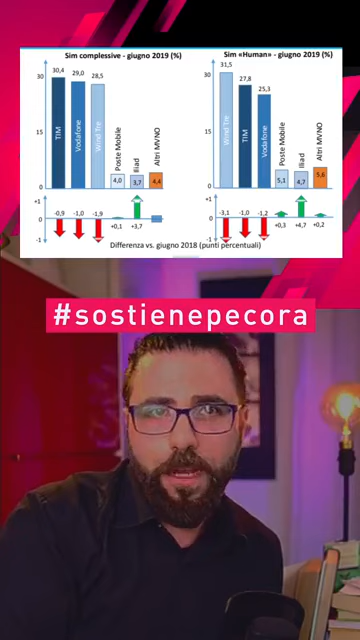 Sim complessive - giugno 2019 (%)
30
15
0
30,4
29,0
28,5
4,0
3,7
4,4
TIM
Vodafone
Wind Tre
Poste Mobile
Iliad
Altri MVNO
+1
0
-1
-0,9
-1,0
-1,9
+0,1
+3,7
Sim «Human» - giugno 2019 (%)
30
15
0
31,5
27,8
25,3
5,1
4,7
5,6
Wind Tre
TIM
Vodafone
Poste Mobile
Iliad
Altri MVNO
+1
0
-1
-3,1
-1,0
-1,2
+0,3
+4,7
+0,2
Differenza vs. giugno 2018 (punti percentuali)
#sostienepecora